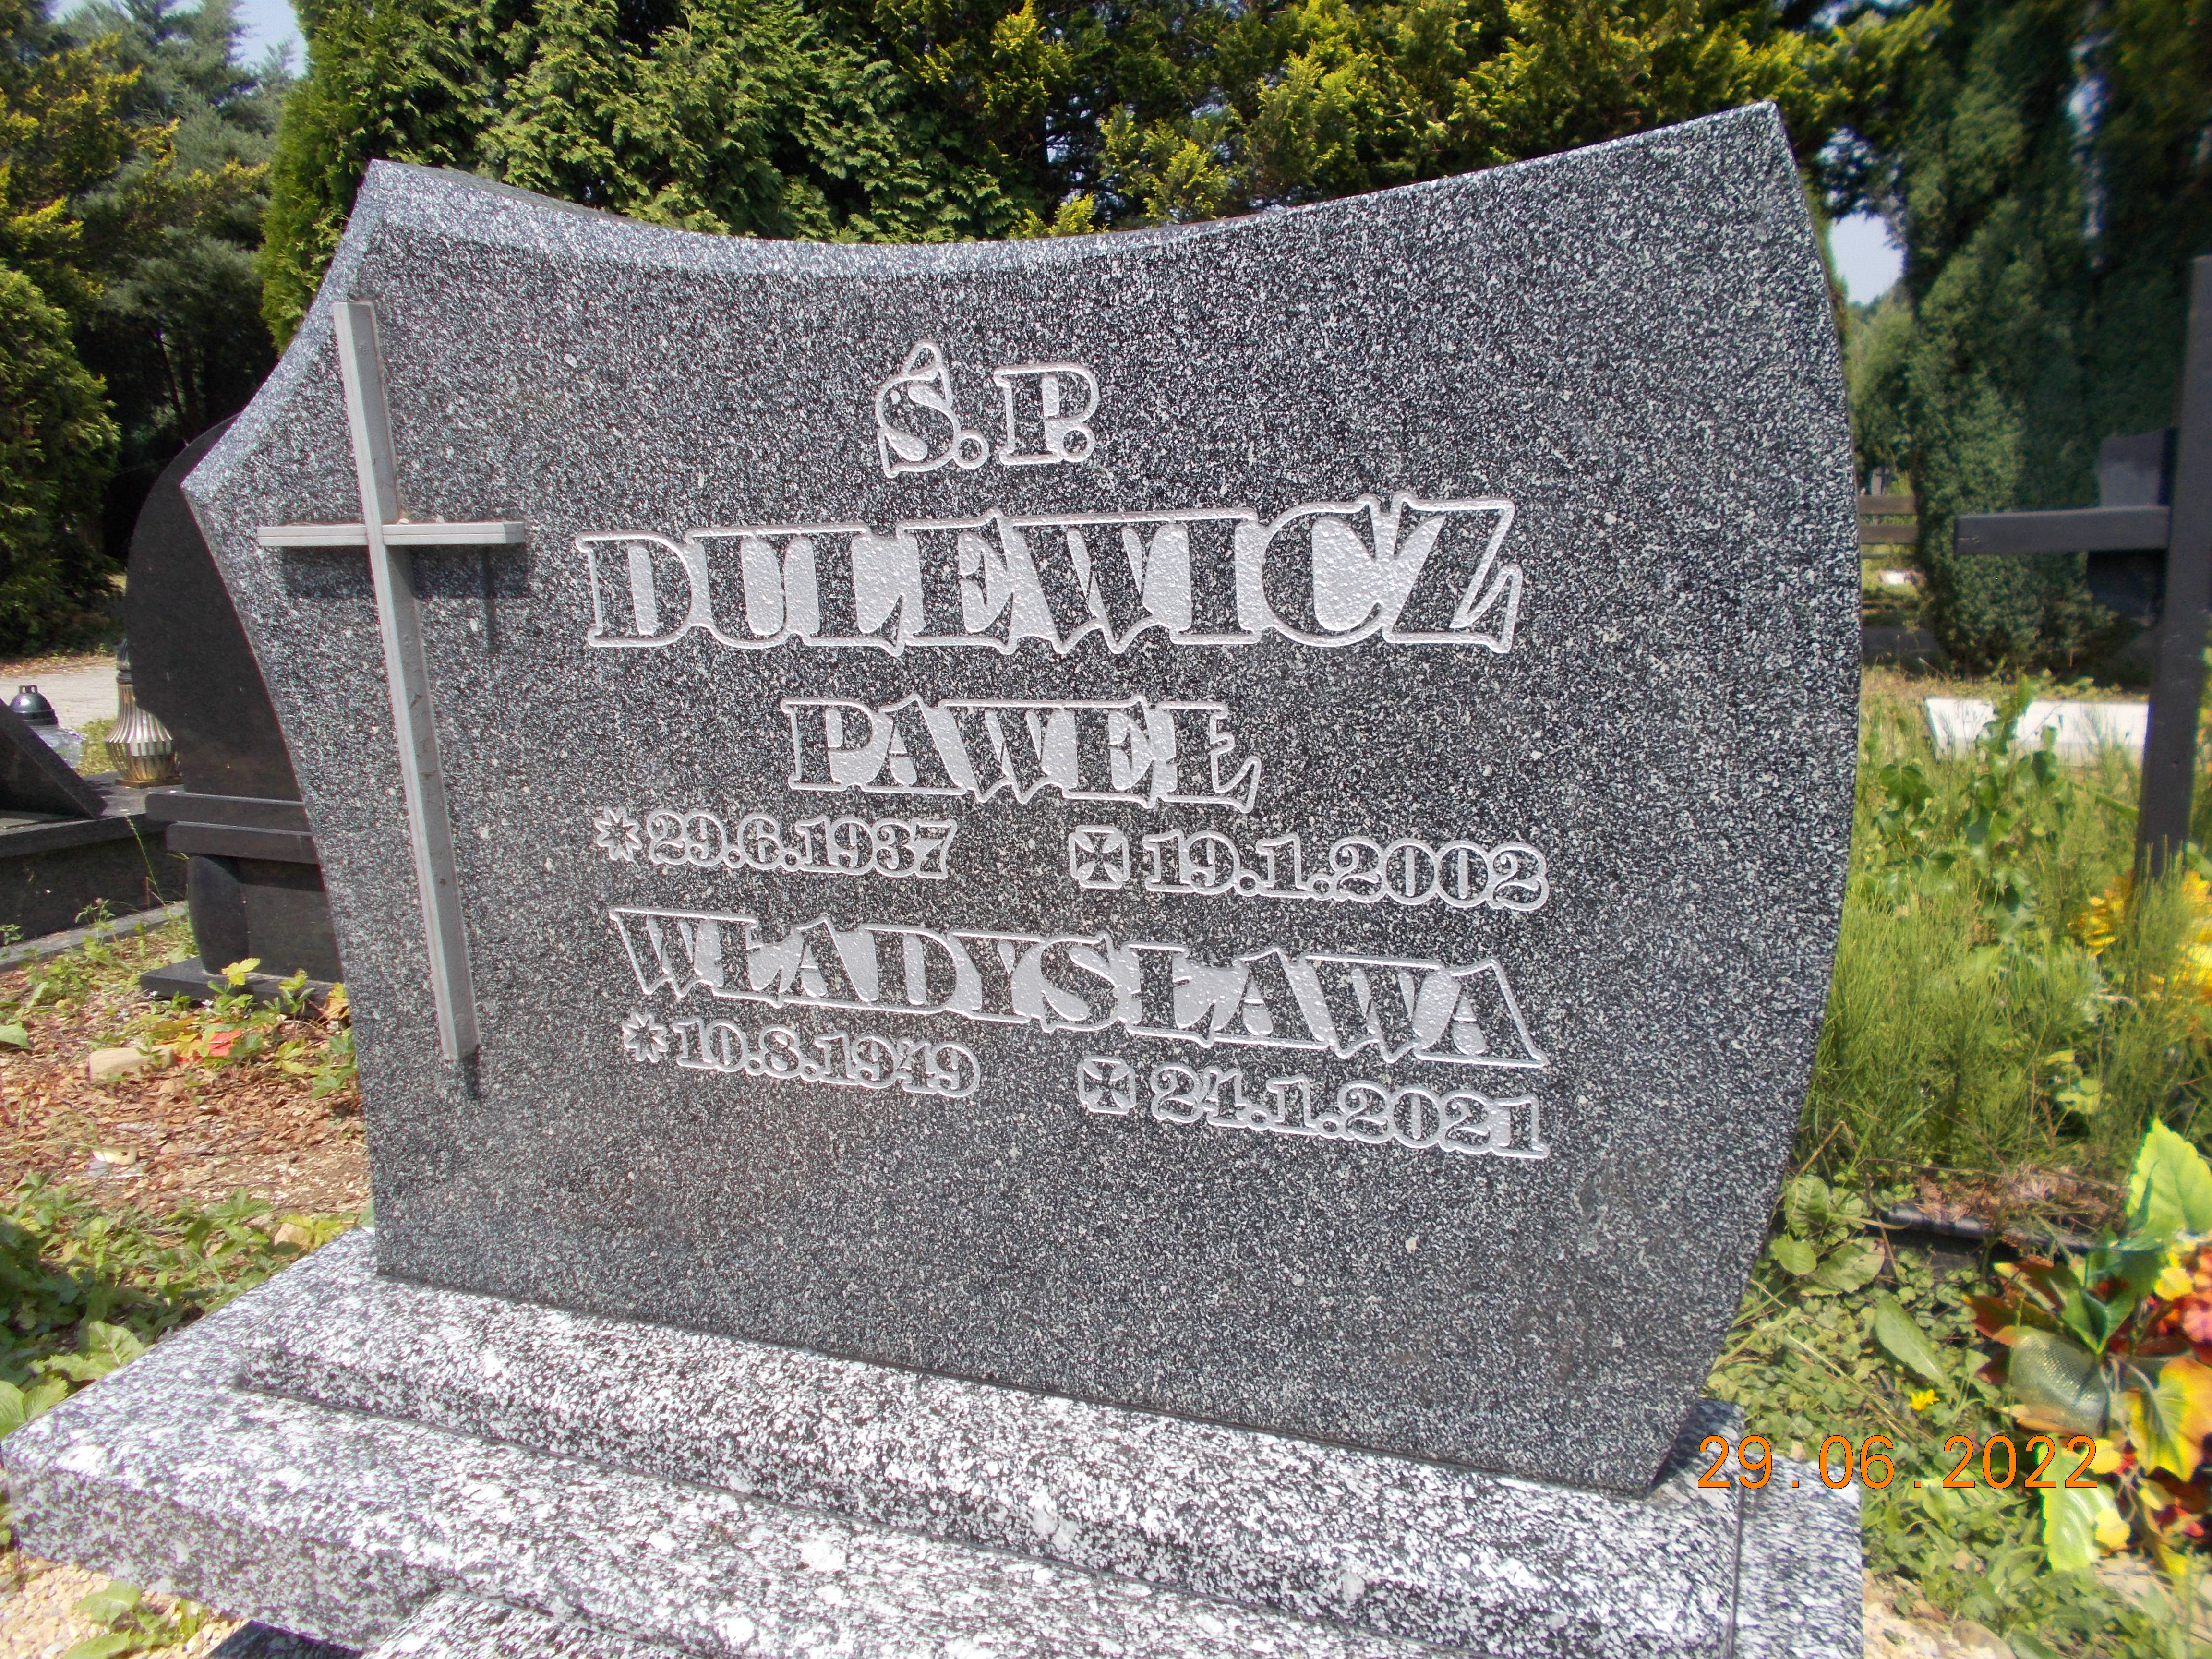 Ś.P.
DULEWICZ
PAWEŁ
29.6.1937 19.1.2002
WŁADYSŁAWA
10.8.1949 24.1.2021
29.06.2022